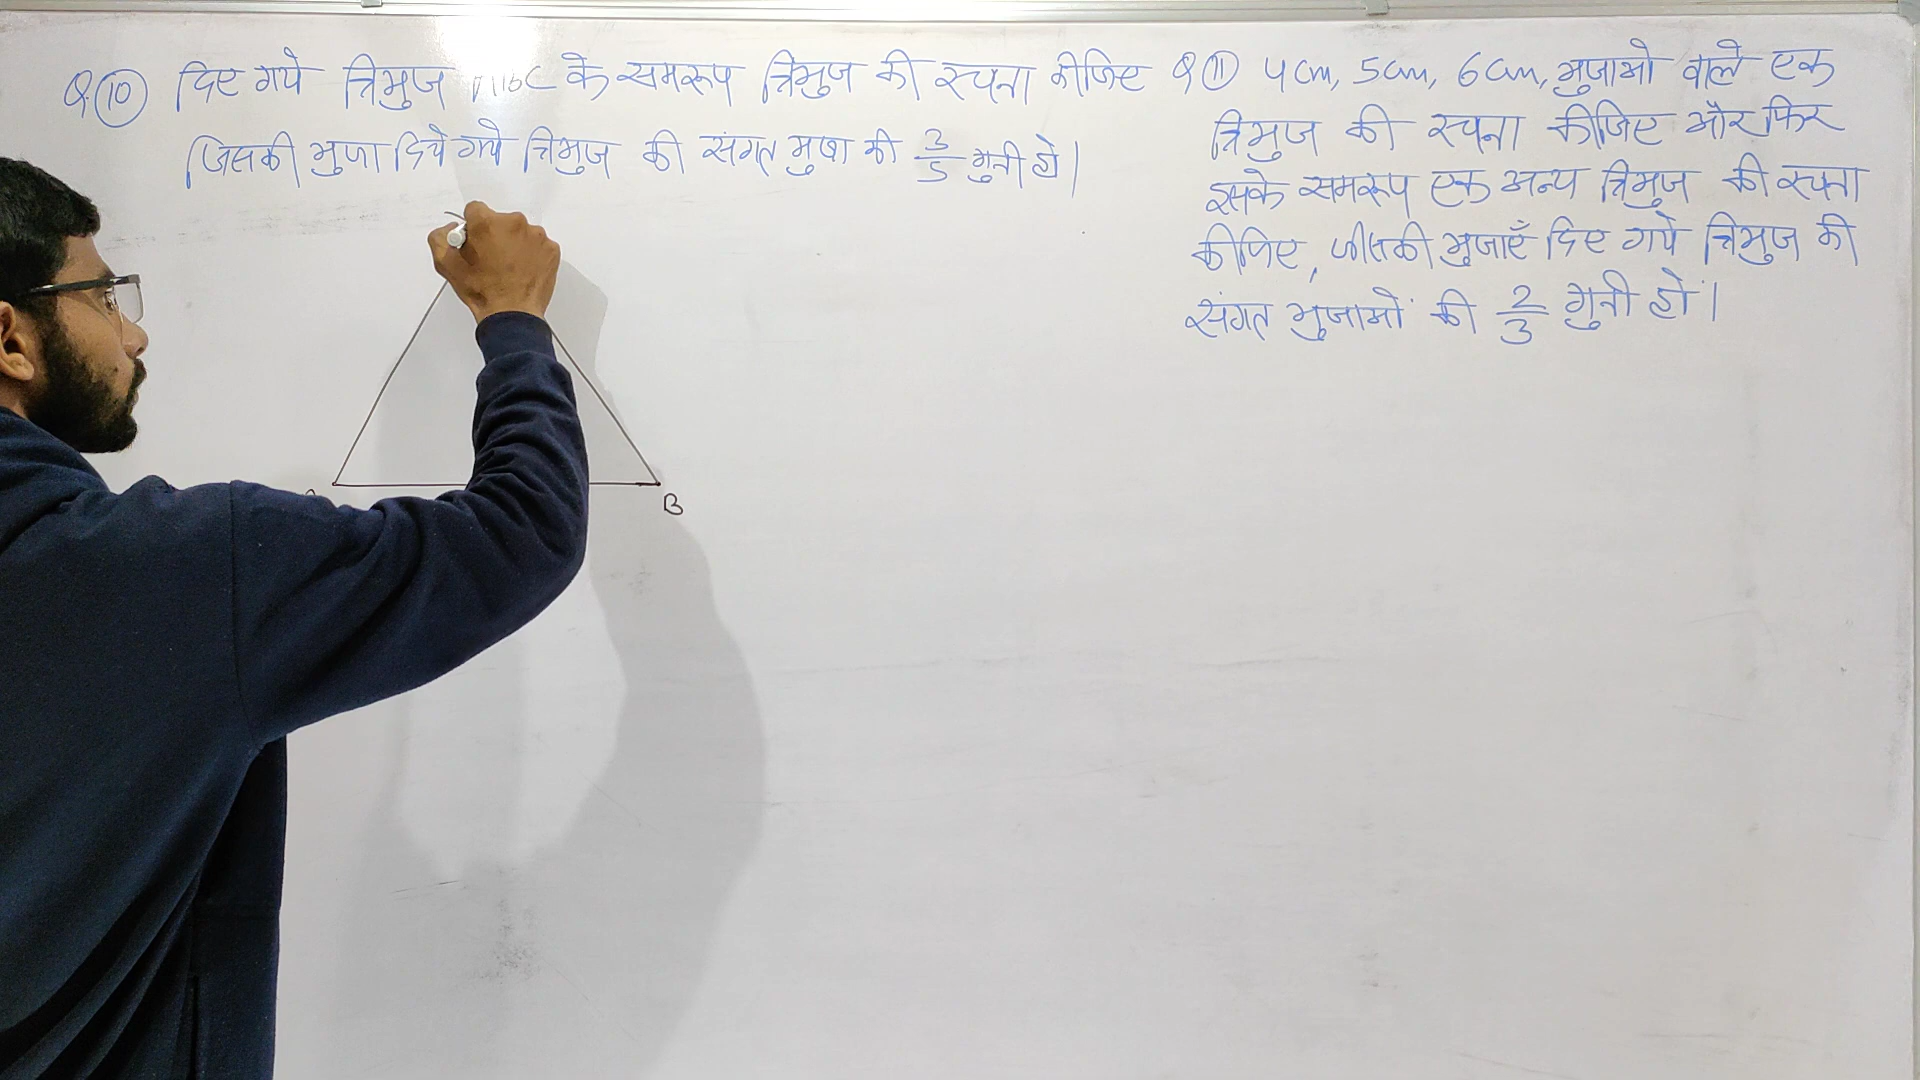 Q.10 दिए गये त्रिभुज ABC के समरूप त्रिभुज की रचना कीजिए
जिसकी भुजा दिये गये त्रिभुज की संगत भुजा की 3/5 गुनी हो।
Q 11 4cm, 5cm, 6cm, भुजाओ वाले एक
त्रिभुज की रचना कीजिए और फिर
इसके समरूप एक अन्य त्रिभुज की रचना
कीजिए, जीसकी भुजाएँ दिए गये त्रिभुज की
संगत भुजाओं की 2/3 गुनी हों।
B